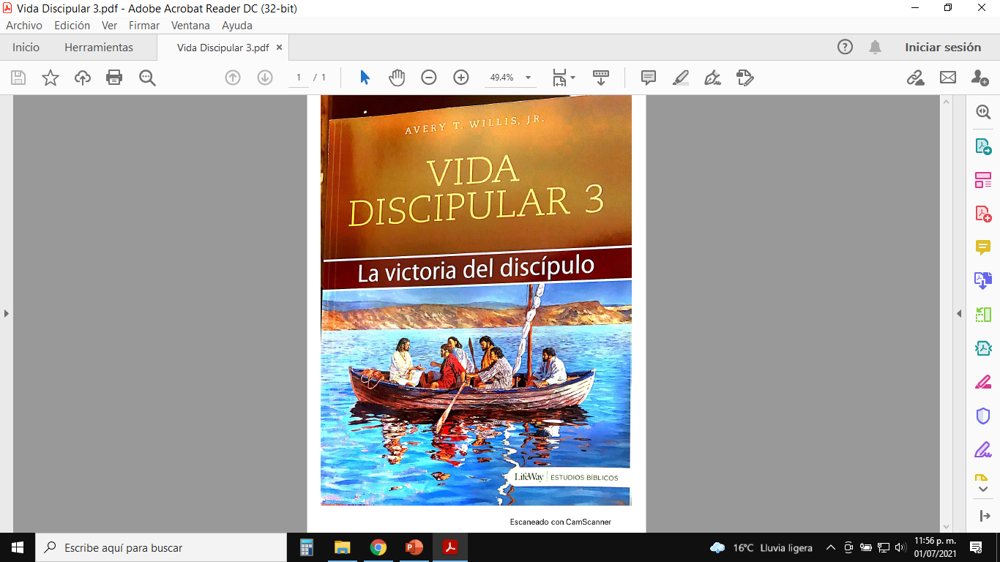 Vida Discipular 3.pdf - Adobe Acrobat Reader DC (32-bit)
Archivo Edición Ver Firmar Ventana Ayuda
Inicio Herramientas Vida Discipular 3.pdf × Iniciar sesión
1 / 1 49.4%
AVERY T. WILLIS, JR.
VIDA
DISCIPULAR 3
La victoria del discípulo
LifeWay | ESTUDIOS BÍBLICOS
Escaneado con CamScanner
Escribe aquí para buscar
16°C Lluvia ligera
11:56 p. m.
01/07/2021